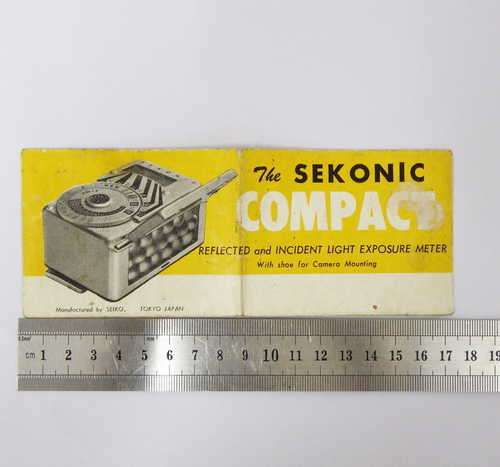 The SEKONIC
COMPACT
REFLECTED and INCIDENT LIGHT EXPOSURE METER
With shoe for Camera Mounting
Manufactured by SEIKO, TOKYO JAPAN
cm 1 2 3 4 5 6 7 8 9 10 11 12 13 14 15 16 17 18 19